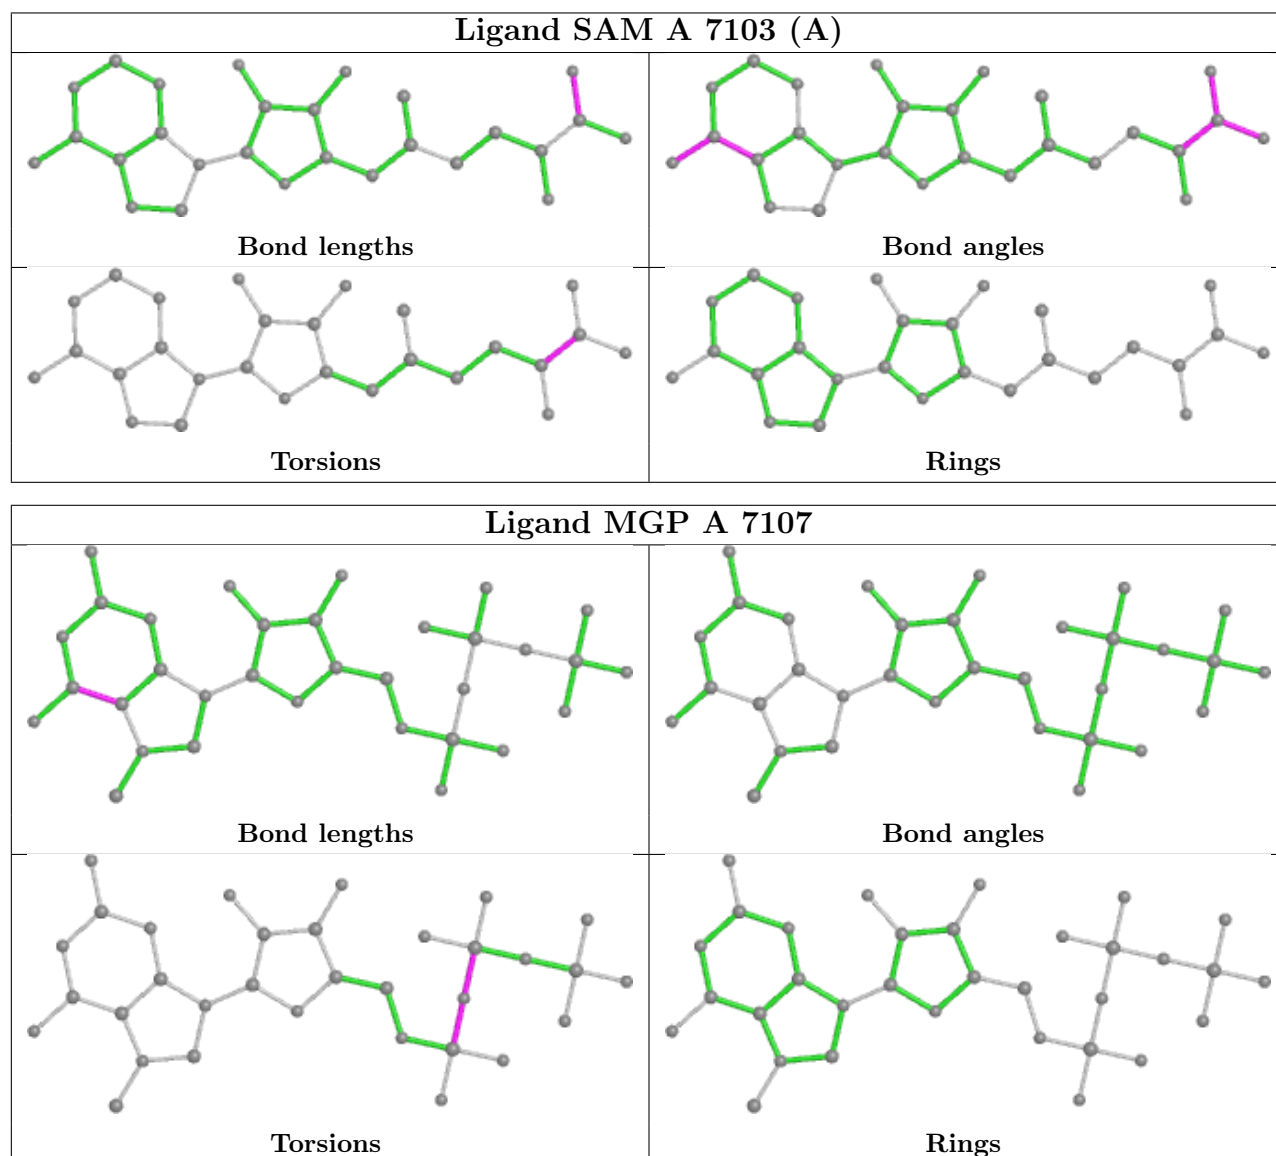 Ligand SAM A 7103 (A)
Bond lengths
Bond angles
Torsions
Rings
Ligand MGP A 7107
Bond lengths
Bond angles
Torsions
Rings